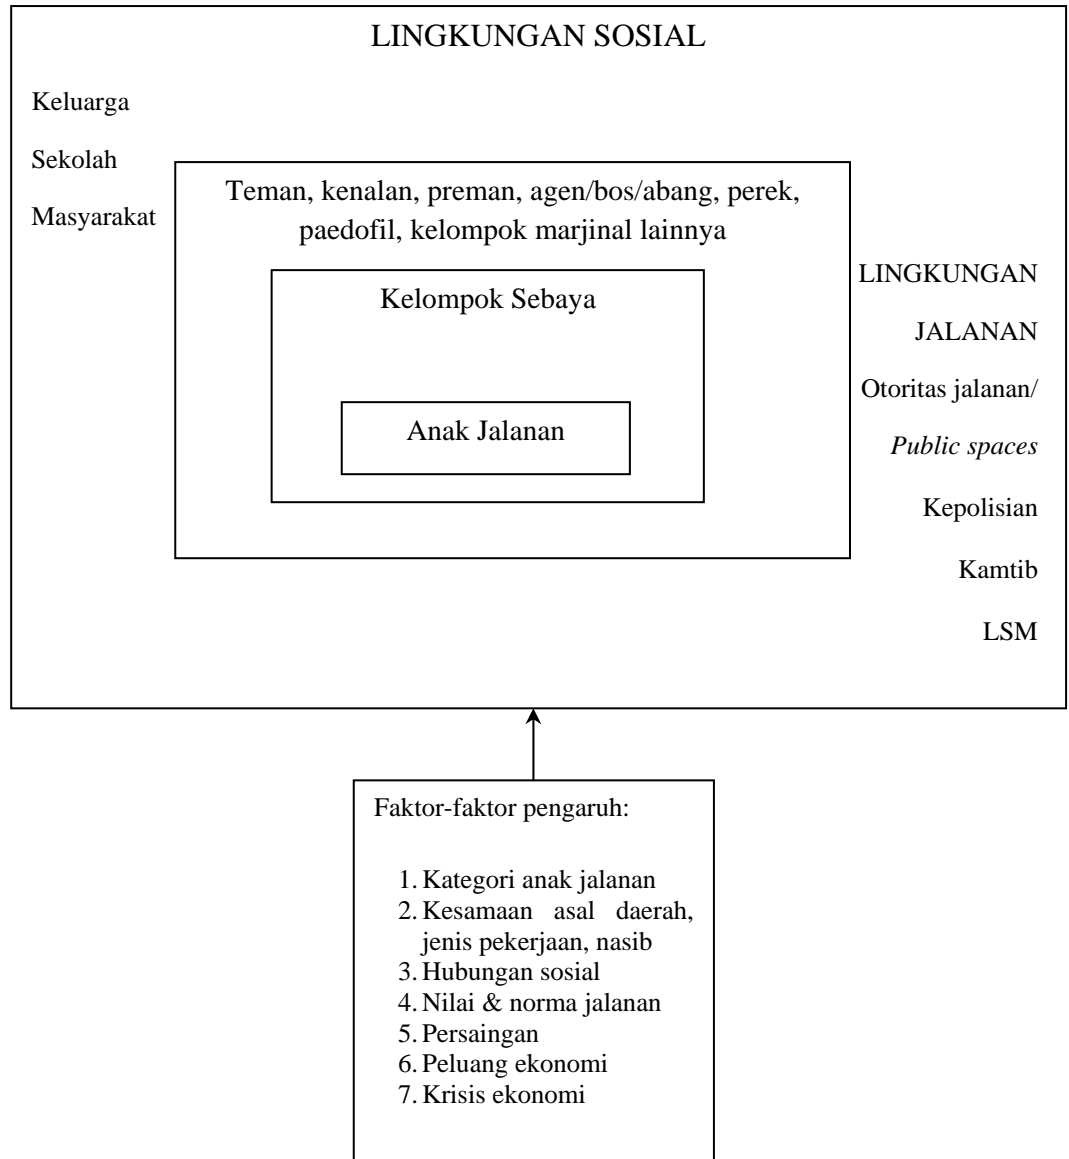 LINGKUNGAN SOSIAL
Keluarga
Sekolah
Masyarakat
Teman, kenalan, preman, agen/bos/abang, perek,
paedofil, kelompok marjinal lainnya
Kelompok Sebaya
Anak Jalanan
LINGKUNGAN
JALANAN
Otoritas jalanan/
Public spaces
Kepolisian
Kamtib
LSM
Faktor-faktor pengaruh:
1. Kategori anak jalanan
2. Kesamaan asal daerah,
jenis pekerjaan, nasib
3. Hubungan sosial
4. Nilai & norma jalanan
5. Persaingan
6. Peluang ekonomi
7. Krisis ekonomi